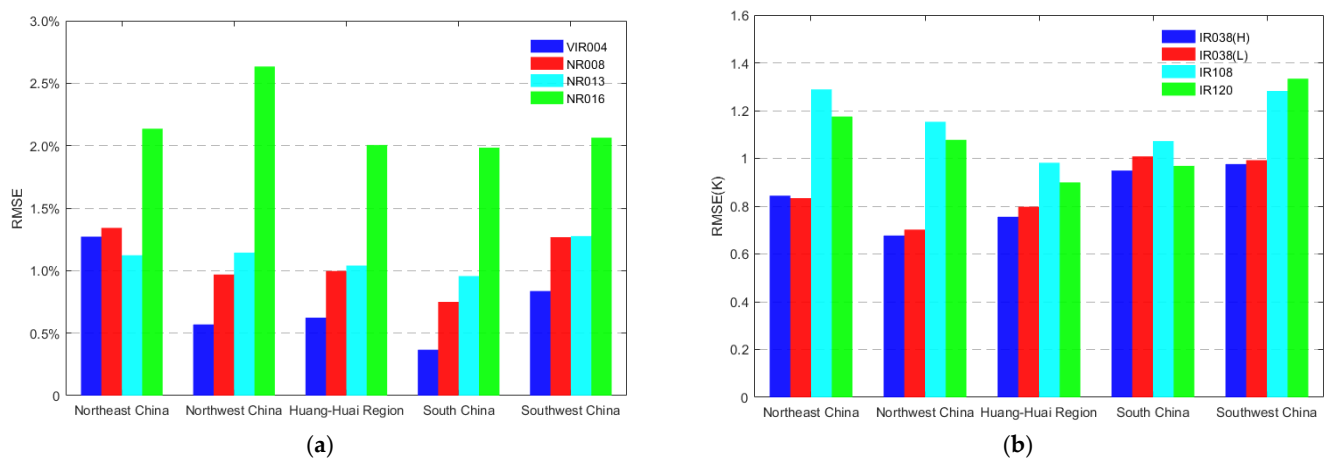 3.0%
2.5%
2.0%
1.5%
1.0%
0.5%
0
RMSE
VIR004
NR008
NR013
NR016
Northeast China
Northwest China
Huang-Huai Region
South China
Southwest China
(a)
1.6
1.4
1.2
1
0.8
0.6
0.4
0.2
0
RMSE(K)
IR038(H)
IR038(L)
IR108
IR120
Northeast China
Northwest China
Huang-Huai Region
South China
Southwest China
(b)